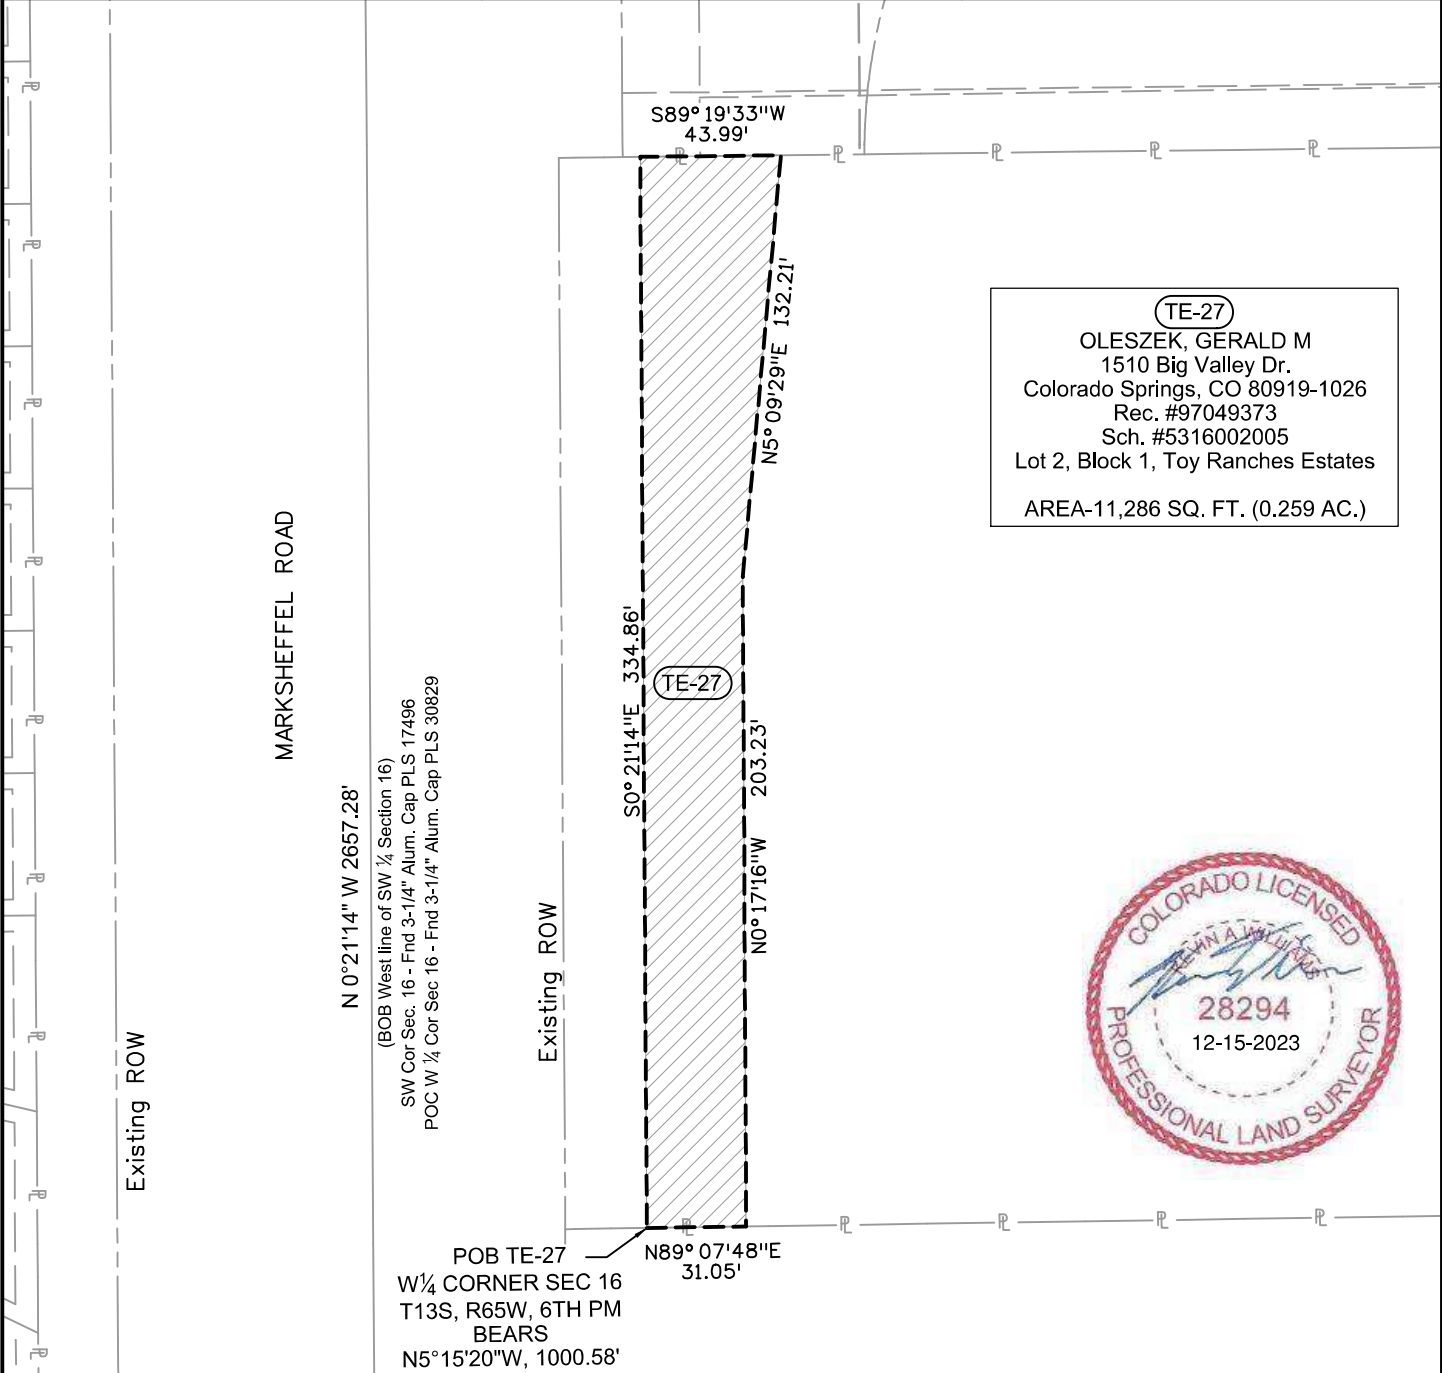 S89°19'33"W
43.99'
N5°09'29"E 132.21'
TE-27
OLESZEK, GERALD M
1510 Big Valley Dr.
Colorado Springs, CO 80919-1026
Rec. #97049373
Sch. #5316002005
Lot 2, Block 1, Toy Ranches Estates
AREA-11,286 SQ. FT. (0.259 AC.)
MARKSHEFFEL ROAD
S0°21'14"E 334.86'
TE-27
N0°17'16"W 203.23'
N 0°21'14" W 2657.28'
(BOB West line of SW ¼ Section 16)
SW Cor Sec. 16 - Fnd 3-1/4" Alum. Cap PLS 17496
POC W ¼ Cor Sec 16 - Fnd 3-1/4" Alum. Cap PLS 30829
Existing ROW
Existing ROW
COLORADO LICENSED
KEVIN A WILLIAMS
28294
12-15-2023
PROFESSIONAL LAND SURVEYOR
POB TE-27
W¼ CORNER SEC 16
T13S, R65W, 6TH PM
BEARS
N5°15'20"W, 1000.58'
N89°07'48"E
31.05'